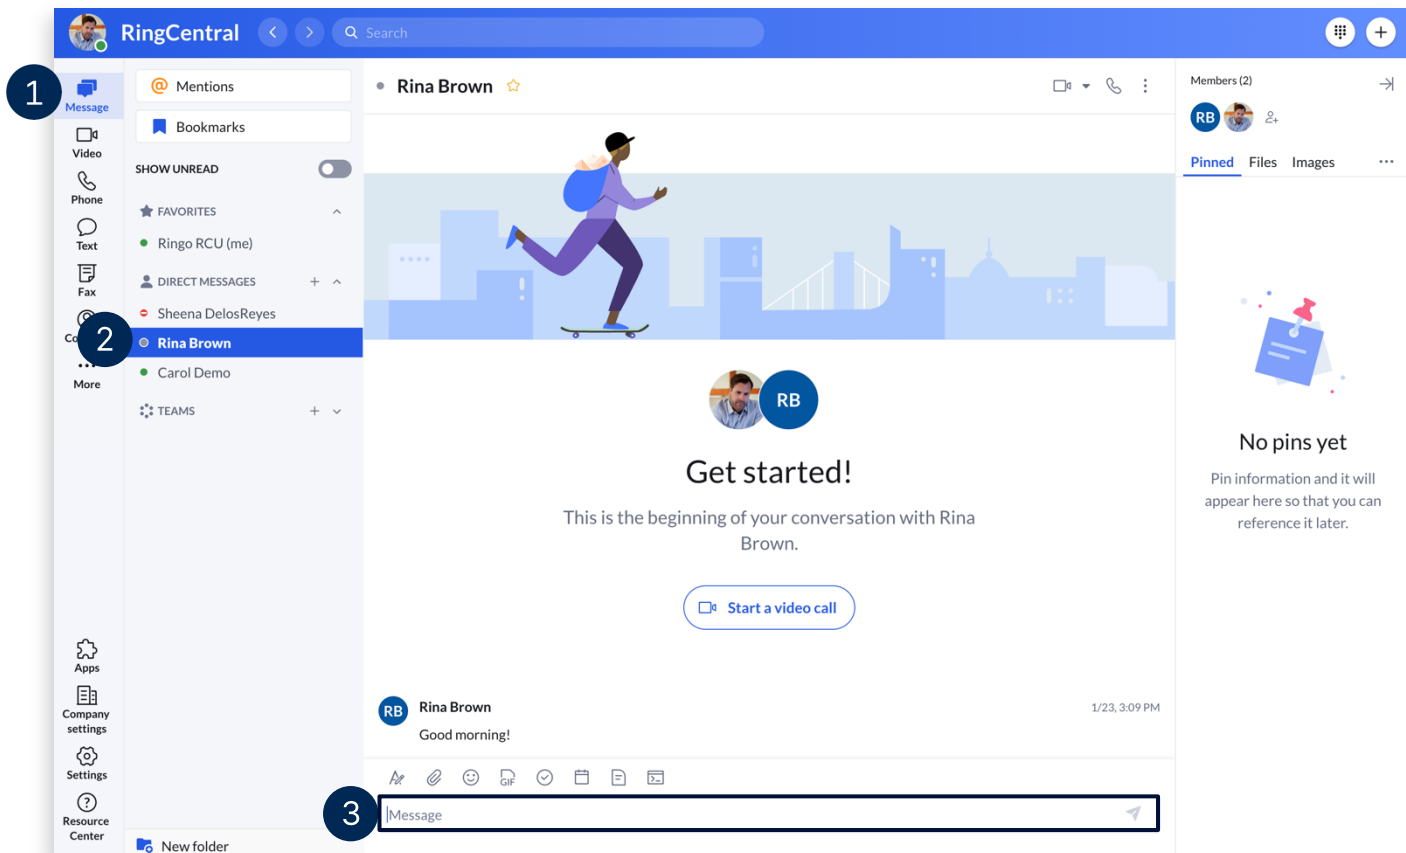 RingCentral
Search
1
Message
Video
Phone
Text
Fax
2
More
Apps
Company
settings
Settings
Resource
Center
@ Mentions
Bookmarks
SHOW UNREAD
FAVORITES
Ringo RCU (me)
DIRECT MESSAGES
Sheena DelosReyes
Rina Brown
Carol Demo
TEAMS
New folder
Rina Brown
RB
Get started!
This is the beginning of your conversation with Rina
Brown.
Start a video call
RB
Rina Brown
1/23, 3:09 PM
Good morning!
GIF
3
Message
Members (2)
RB
Pinned Files Images
No pins yet
Pin information and it will
appear here so that you can
reference it later.